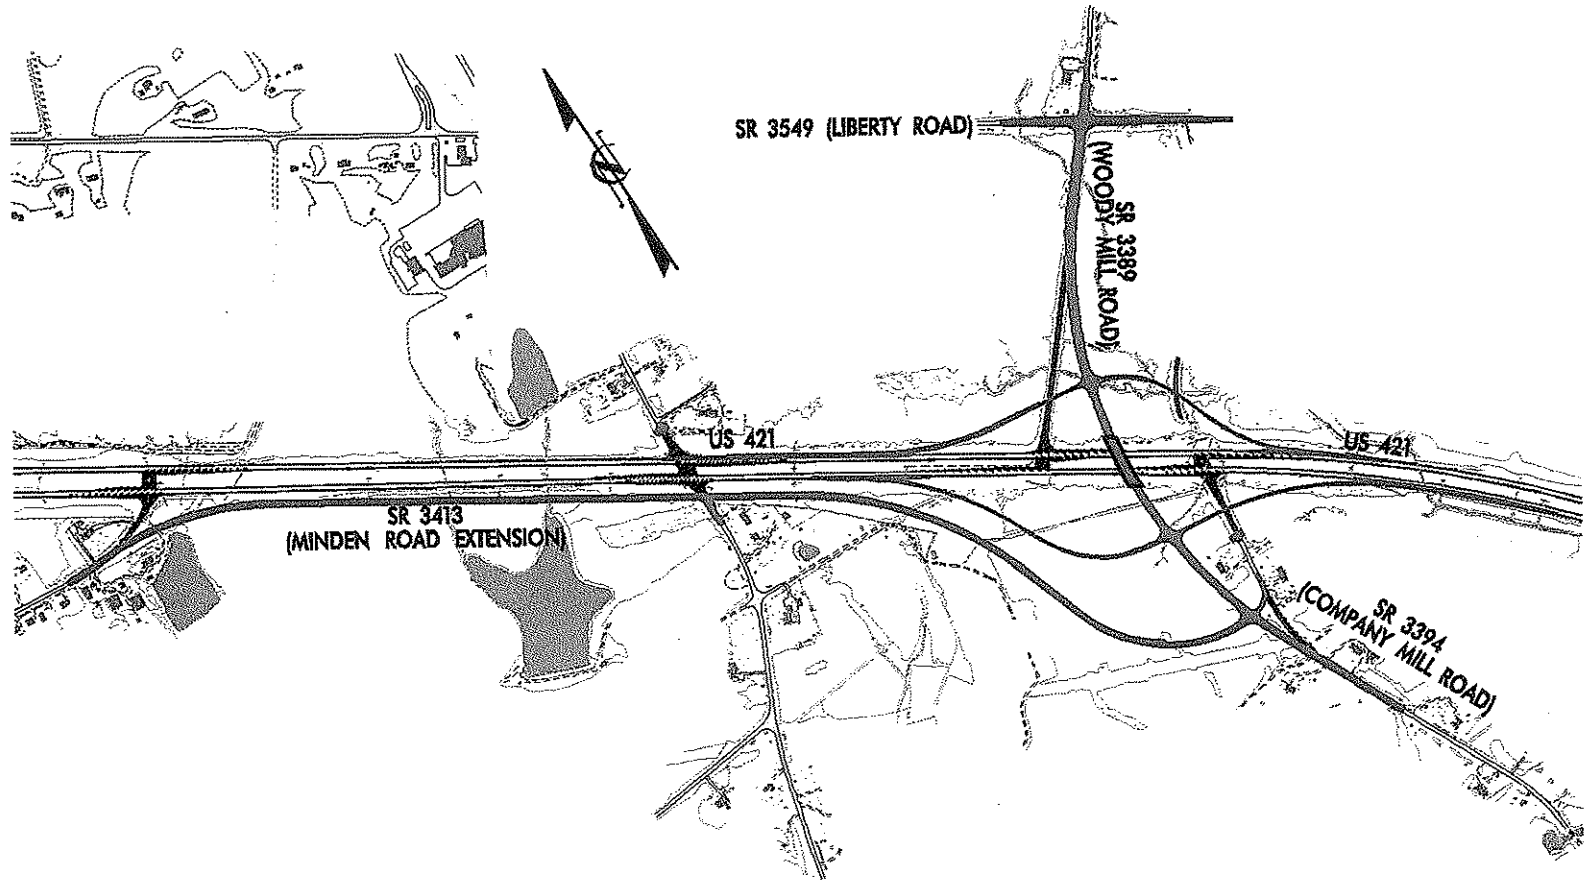 SR 3549 (LIBERTY ROAD)
SR 3389
(WOODY MILL ROAD)
US 421
US 421
SR 3413
(MINDEN ROAD EXTENSION)
SR 3394
(COMPANY MILL ROAD)